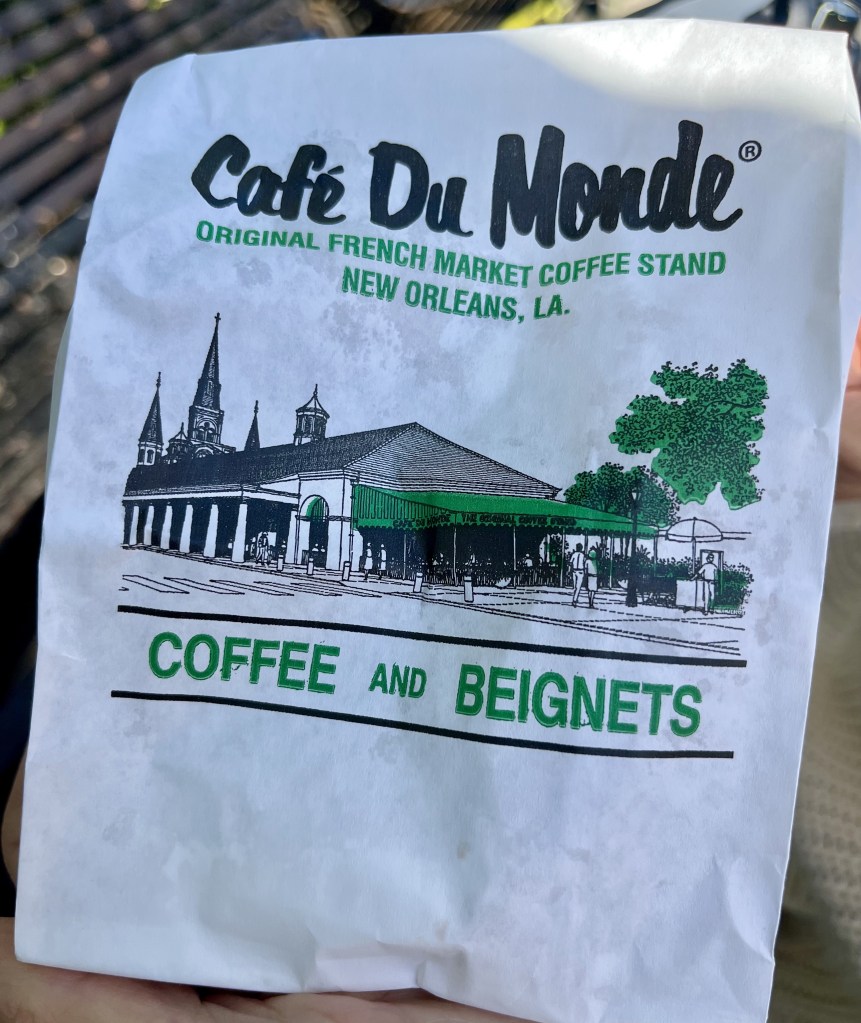 Café Du Monde®
ORIGINAL FRENCH MARKET COFFEE STAND
NEW ORLEANS, LA.
COFFEE AND BEIGNETS